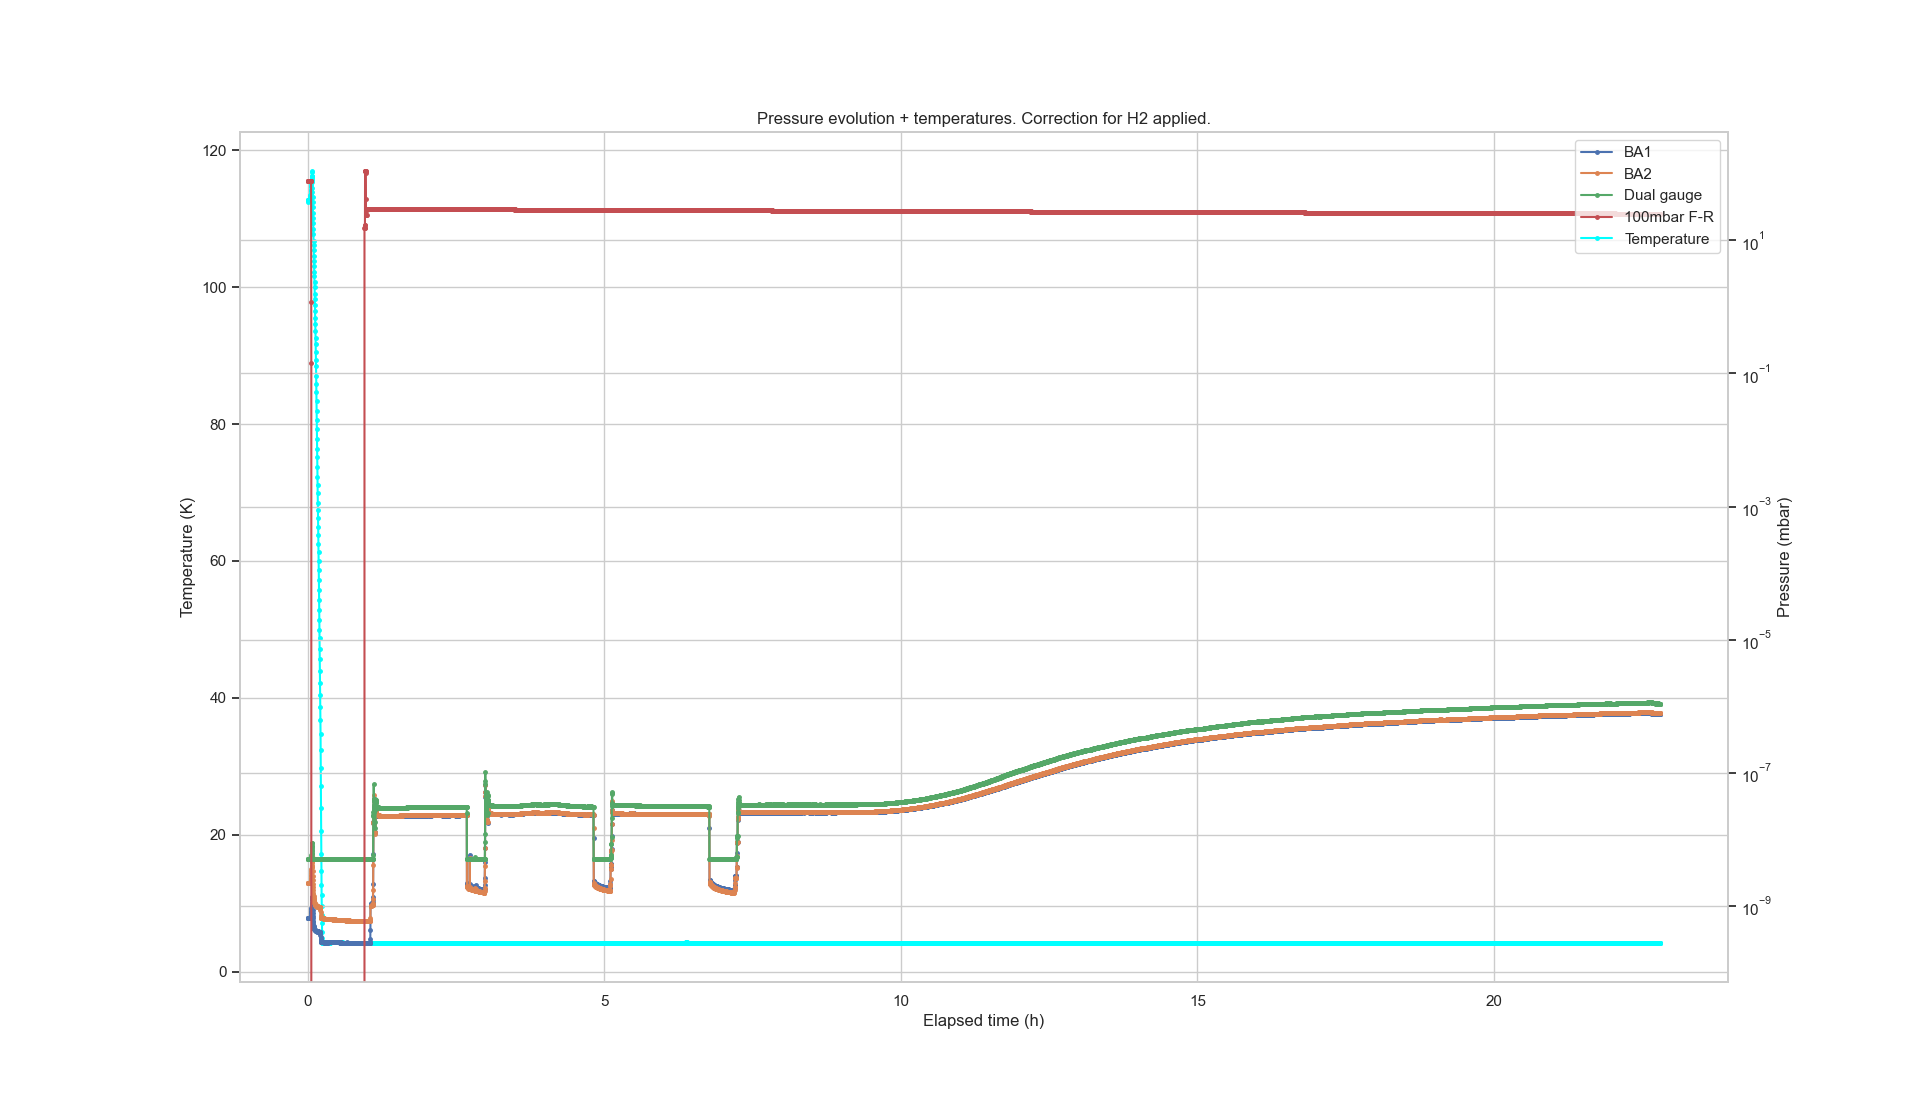 Pressure evolution + temperatures. Correction for H2 applied.
120
100
80
60
40
20
0
Temperature (K)
BA1
BA2
Dual gauge
100mbar F-R
Temperature
10¹
10⁻¹
10⁻³
10⁻⁵
10⁻⁷
10⁻⁹
Pressure (mbar)
0 5 10 15 20
Elapsed time (h)